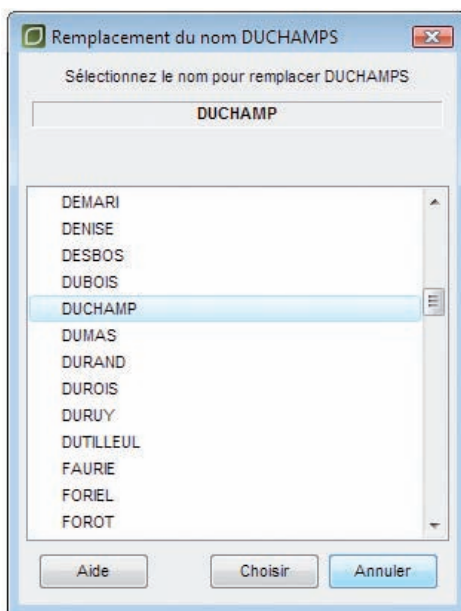 Remplacement du nom DUCHAMPS
Sélectionnez le nom pour remplacer DUCHAMPS
DUCHAMP
DEMARI
DENISE
DESBOS
DUBOIS
DUCHAMP
DUMAS
DURAND
DUROIS
DURUY
DUTILLEUL
FAURIE
FORIEL
FOROT
Aide Choisir Annuler